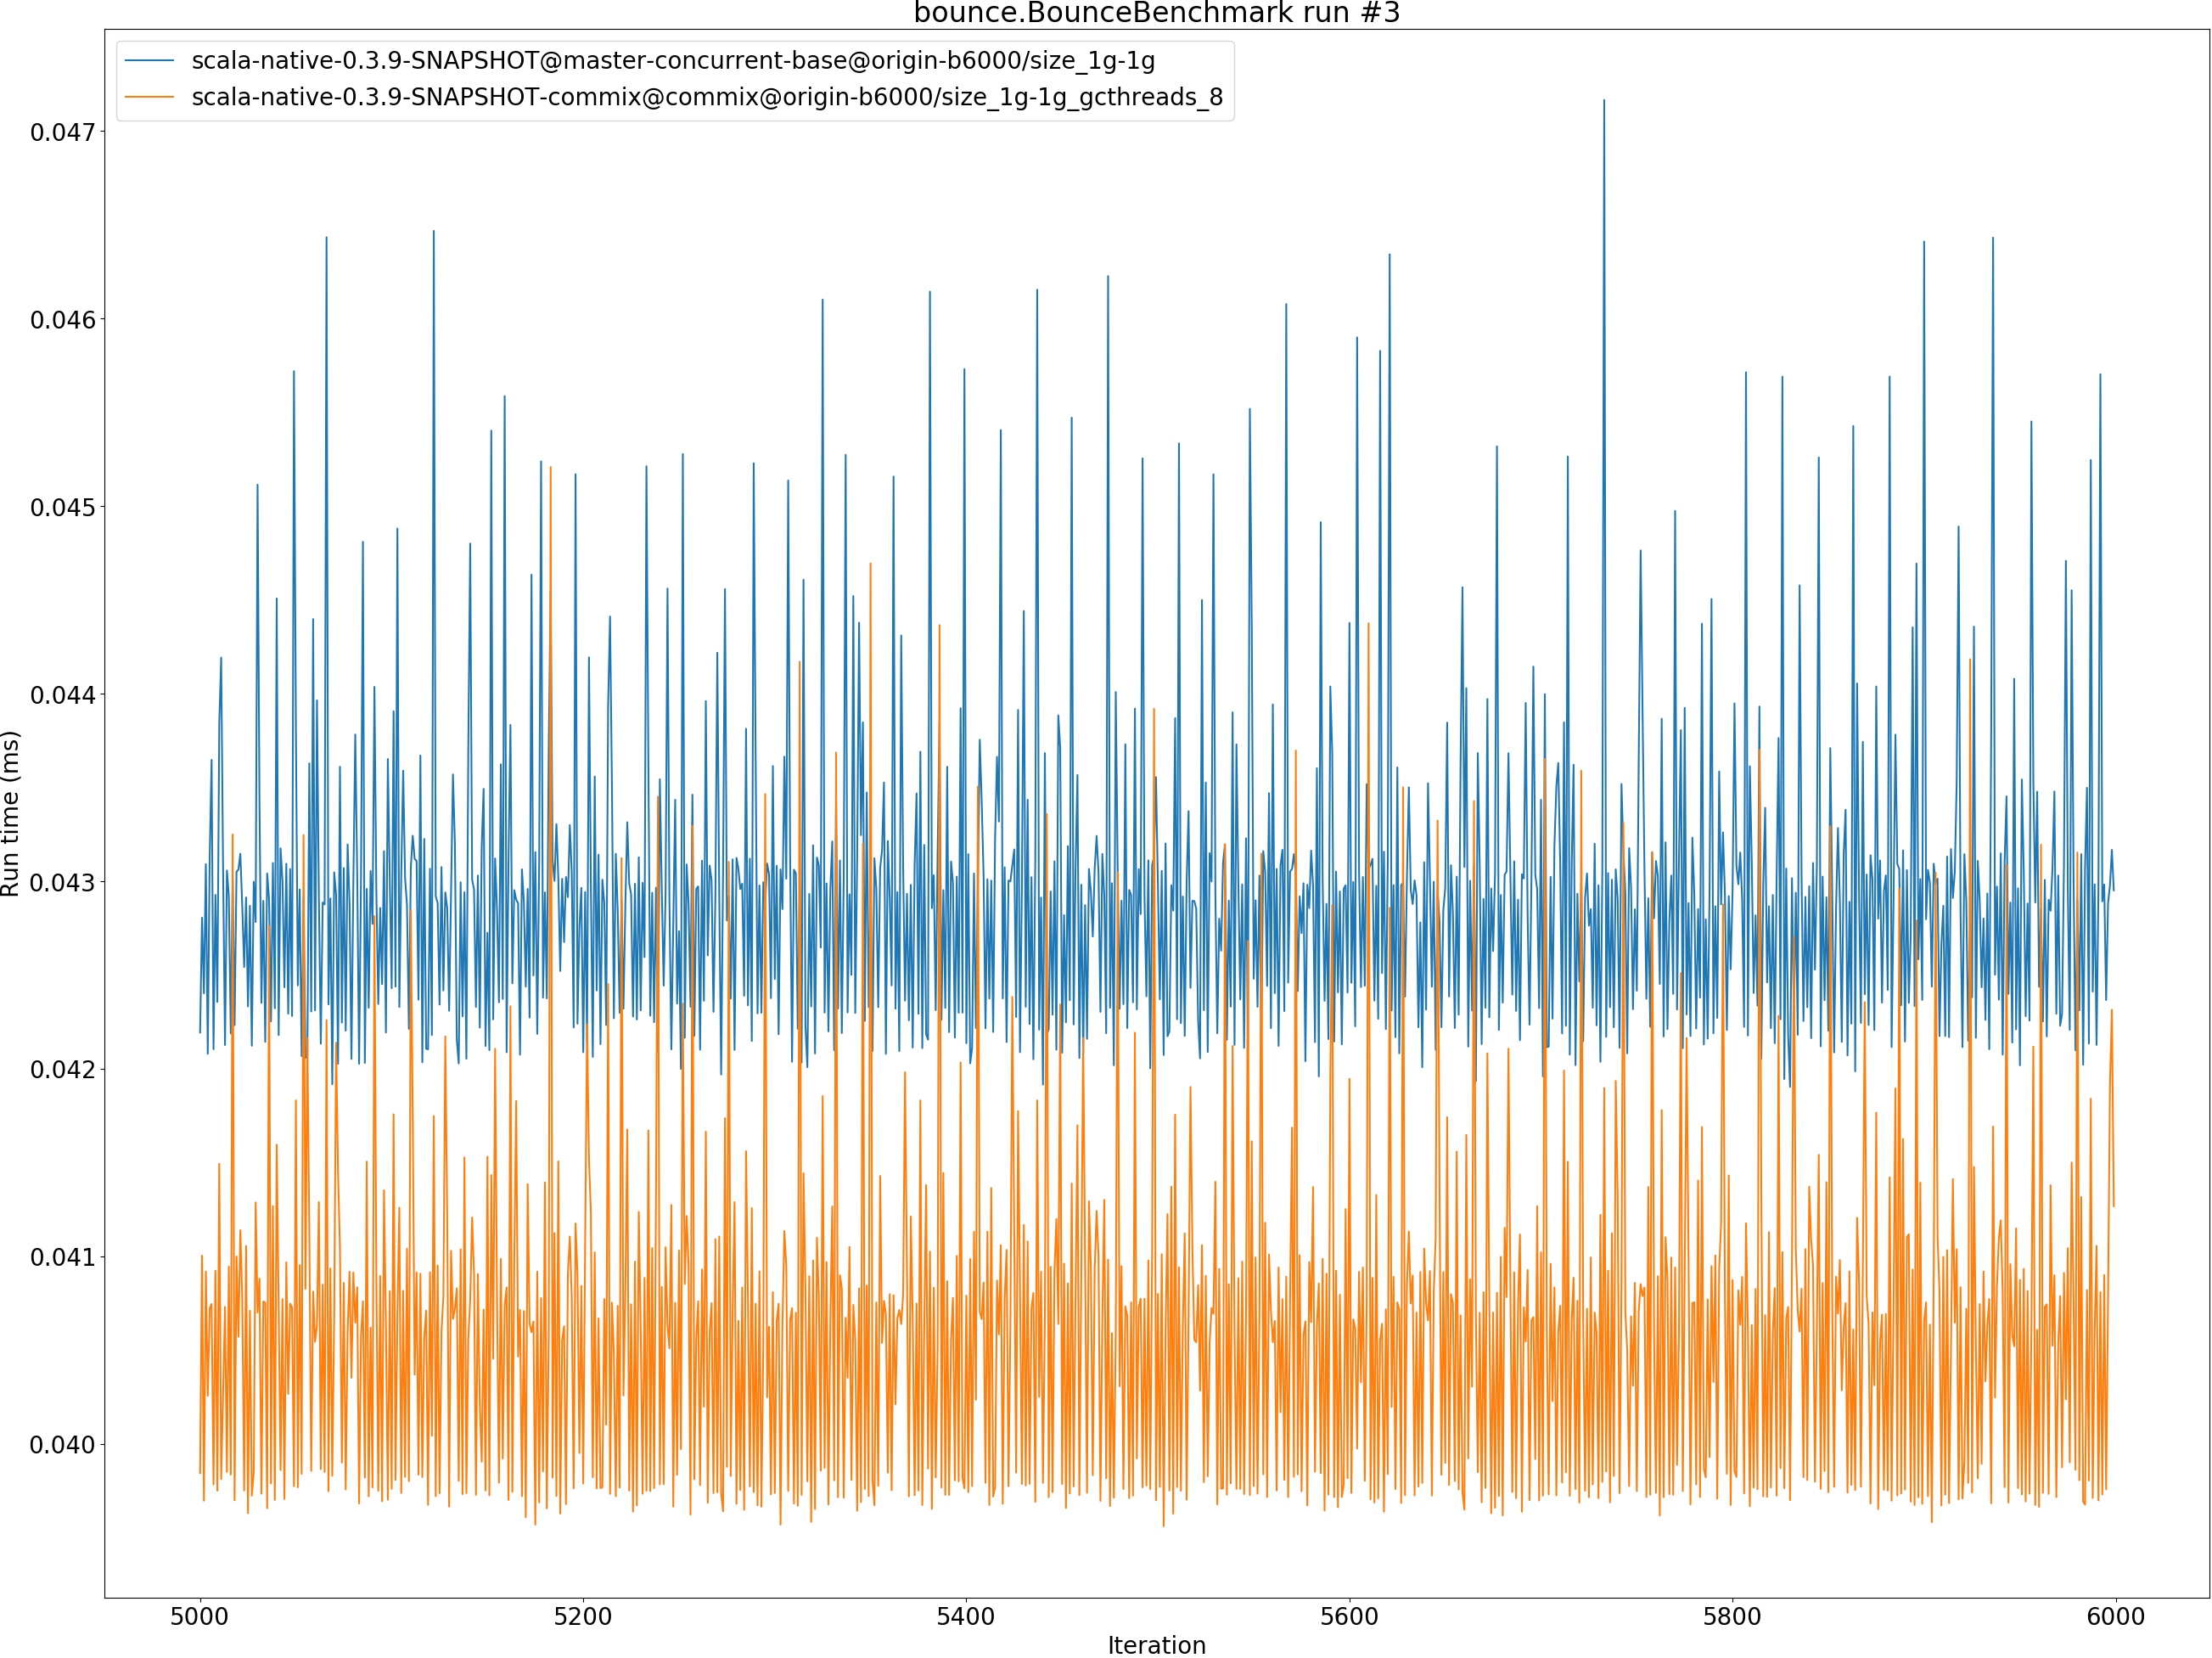 bounce.BounceBenchmark run #3
scala-native-0.3.9-SNAPSHOT@master-concurrent-base@origin-b6000/size_1g-1g
scala-native-0.3.9-SNAPSHOT-commix@commix@origin-b6000/size_1g-1g_gcthreads_8
Run time (ms)
0.047
0.046
0.045
0.044
0.043
0.042
0.041
0.040
5000 5200 5400 5600 5800 6000
Iteration